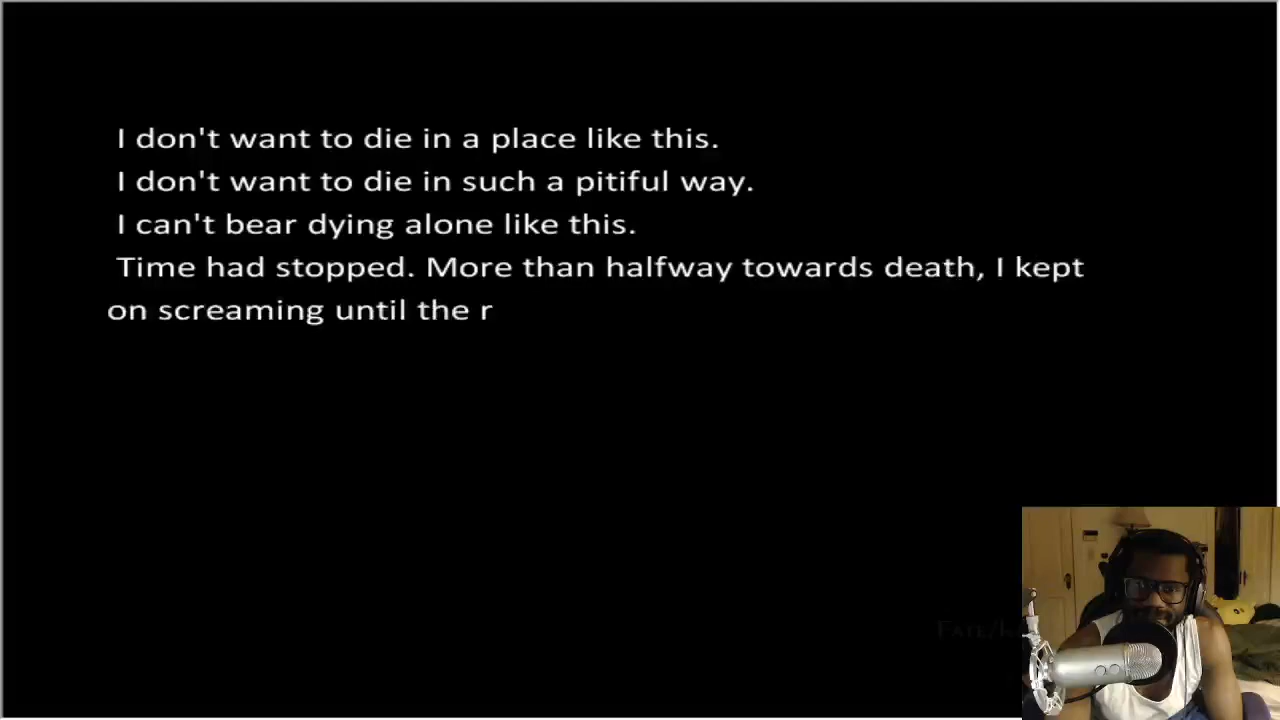 I don't want to die in a place like this.
I don't want to die in such a pitiful way.
I can't bear dying alone like this.
Time had stopped. More than halfway towards death, I kept
on screaming until the r